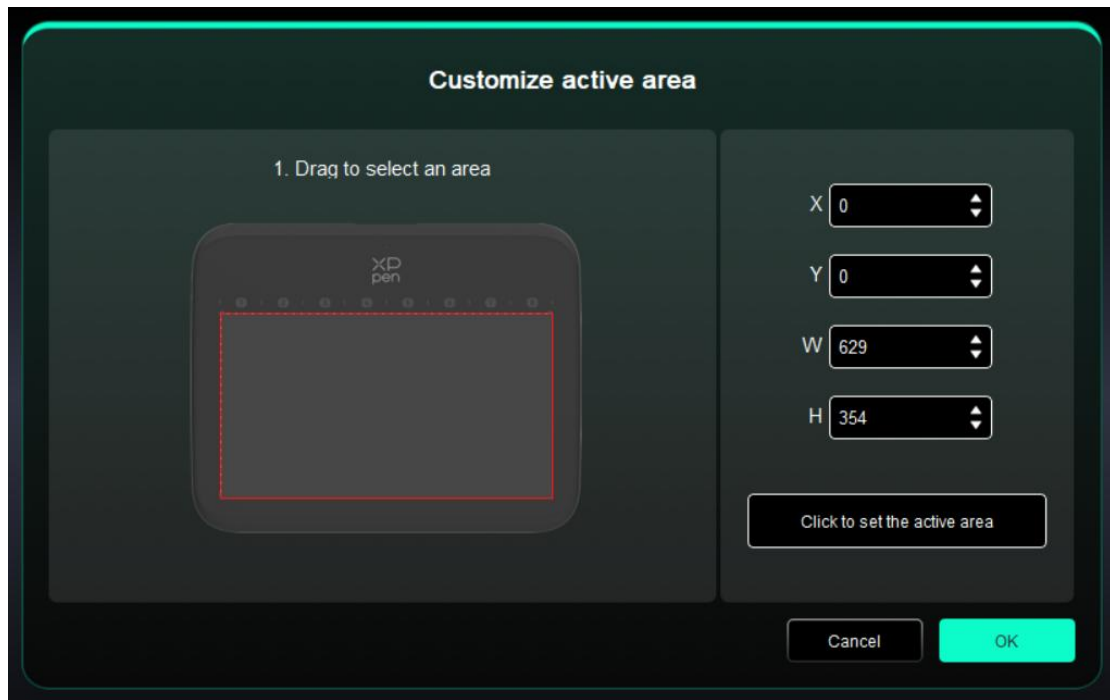 Customize active area
1. Drag to select an area
XP
pen
X 0
Y 0
W 629
H 354
Click to set the active area
Cancel
OK